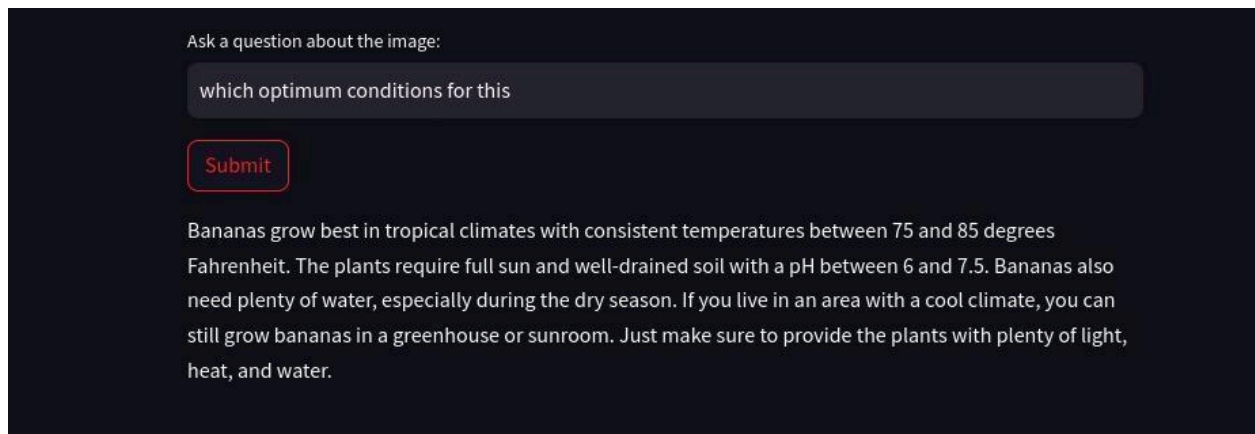 Ask a question about the image:
which optimum conditions for this
Submit
Bananas grow best in tropical climates with consistent temperatures between 75 and 85 degrees
Fahrenheit. The plants require full sun and well-drained soil with a pH between 6 and 7.5. Bananas also
need plenty of water, especially during the dry season. If you live in an area with a cool climate, you can
still grow bananas in a greenhouse or sunroom. Just make sure to provide the plants with plenty of light,
heat, and water.